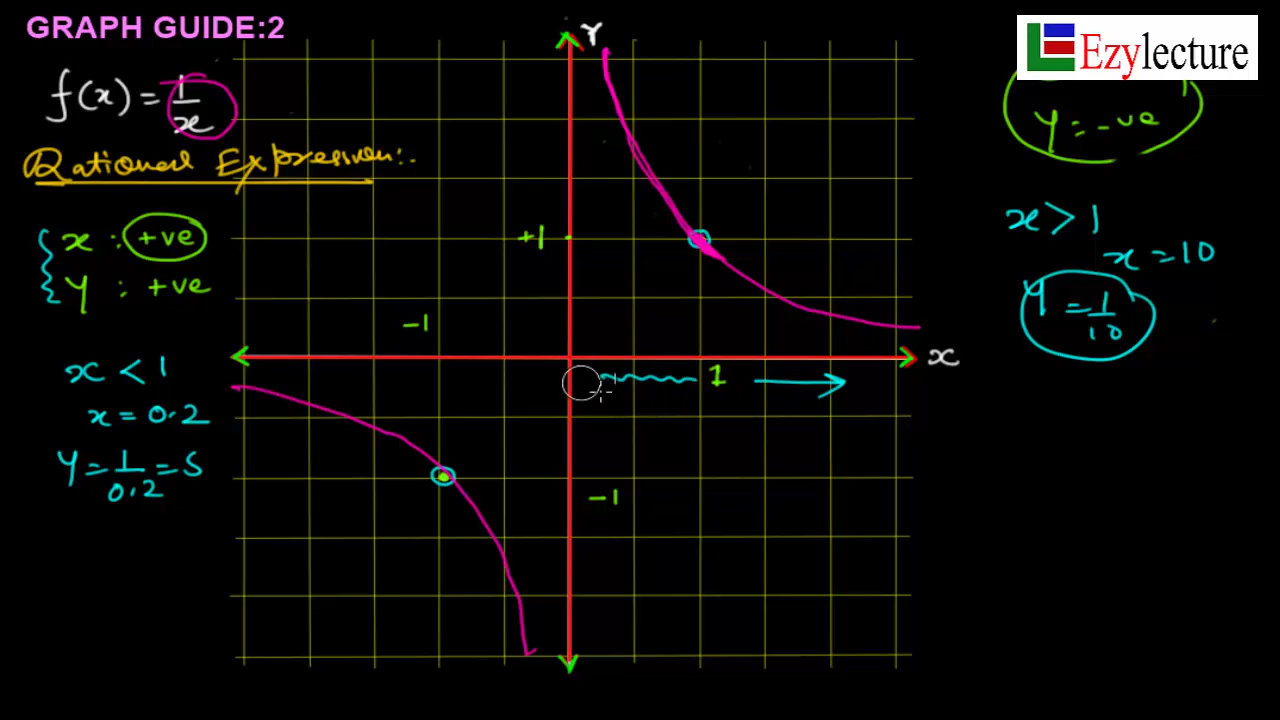 GRAPH GUIDE:2
Ezylecture
f(x) = 1/x
Rational Expression:.
x : +ve
Y : +ve
x < 1
x = 0.2
Y = 1/0.2 = 5
Y
+1
-1
x
1
-1
Y = -ve
x > 1
x = 10
Y = 1/10